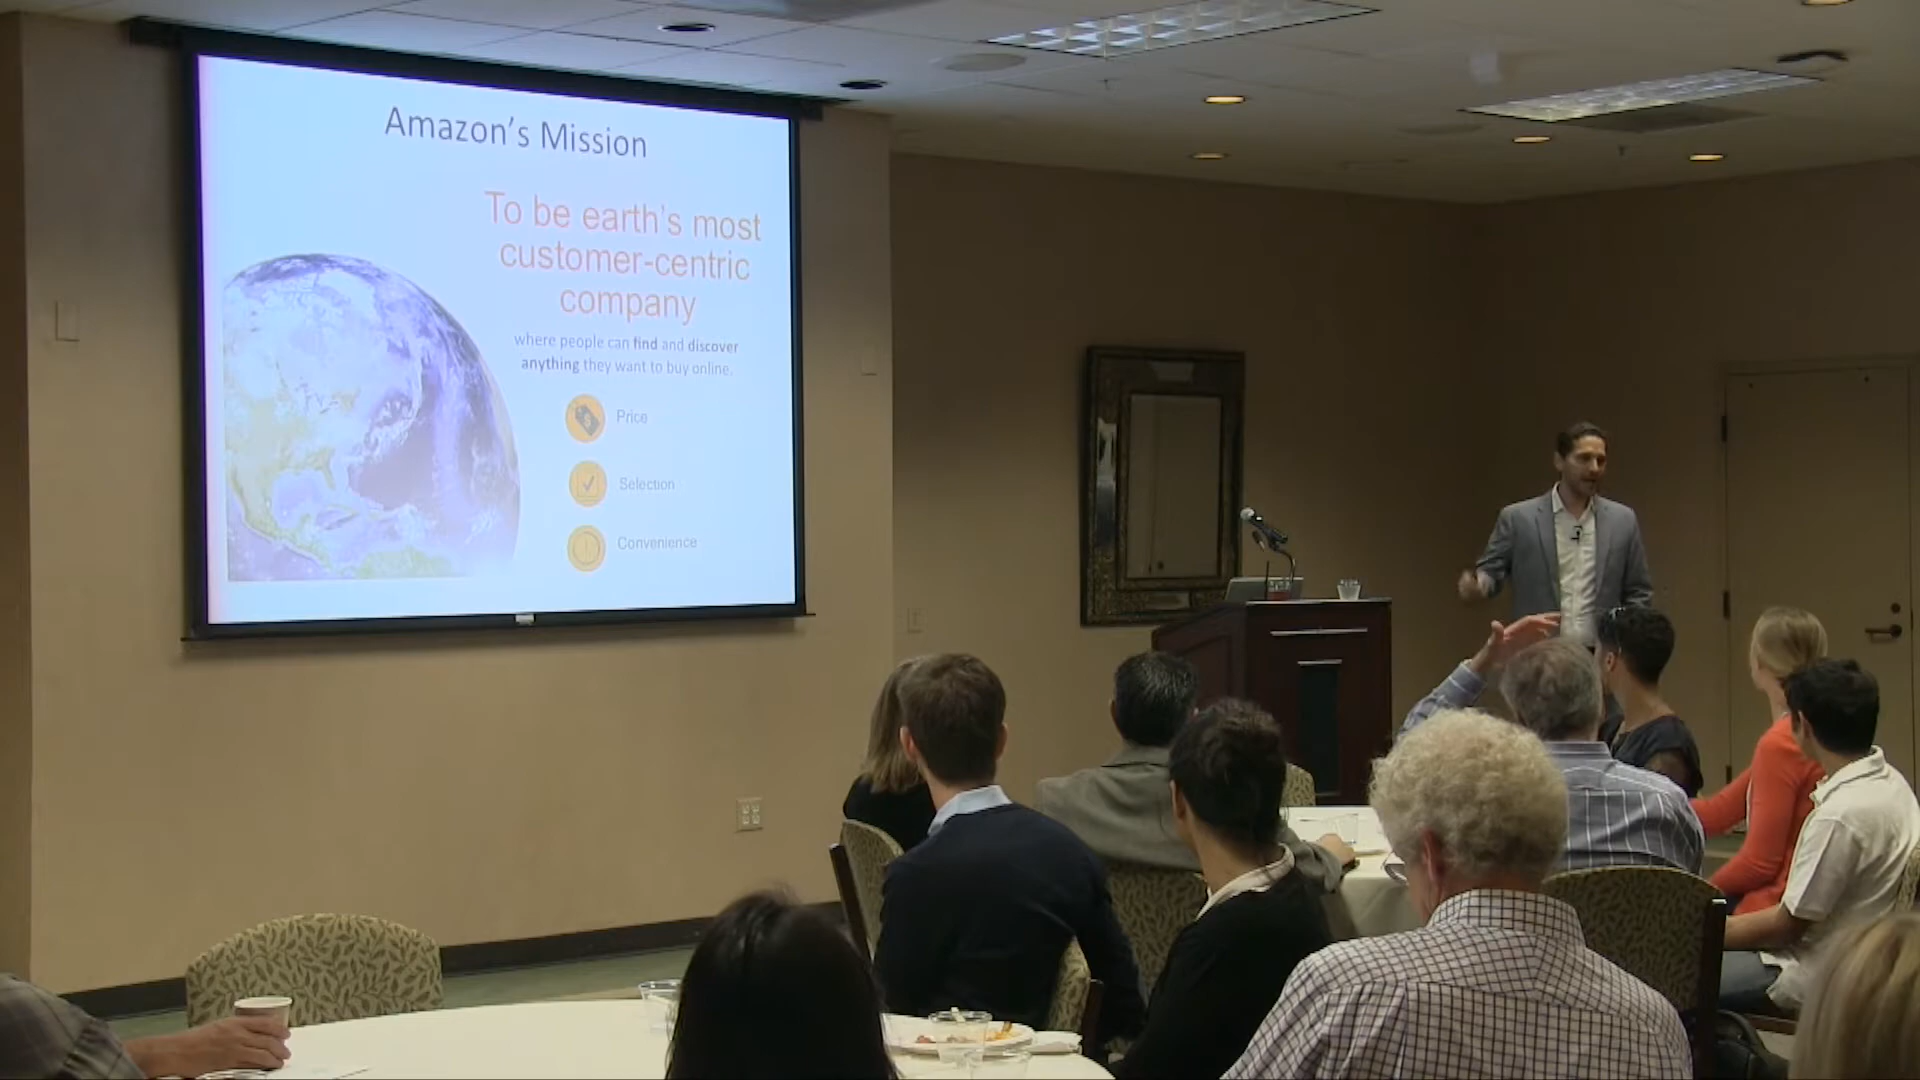 Amazon's Mission
To be earth's most
customer-centric
company
where people can find and discover
anything they want to buy online.
Price
Selection
Convenience